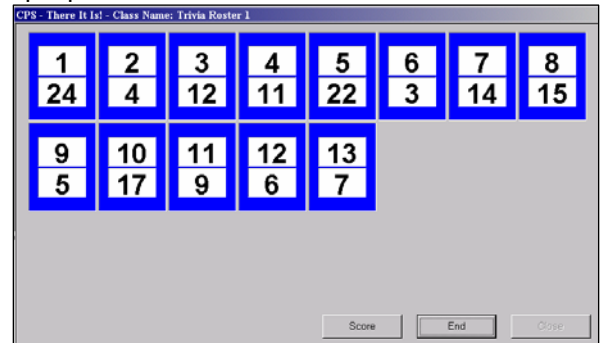 CPS - There It Is! - Class Name: Trivia Roster 1
1 2 3 4 5 6 7 8
24 4 12 11 22 3 14 15
9 10 11 12 13
5 17 9 6 7
Score End Close